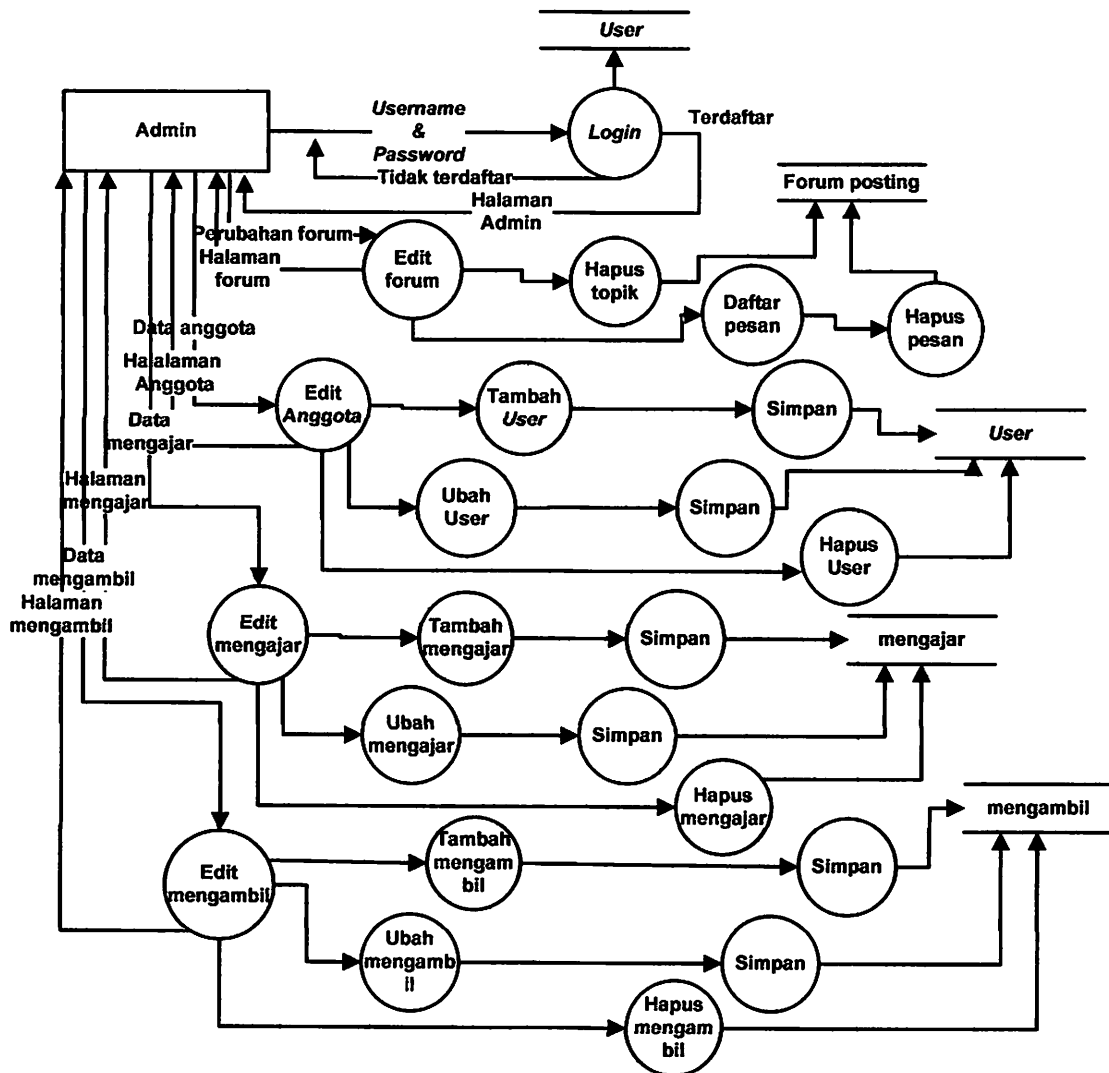 User
Admin
Username
&
Password
Login
Terdaftar
Tidak terdaftar
Halaman
Admin
Forum posting
Perubahan forum
Halaman
forum
Edit
forum
Hapus
topik
Daftar
pesan
Hapus
pesan
Data anggota
Halalaman
Anggota
Edit
Anggota
Tambah
User
Simpan
User
Data
mengajar
Halaman
mengajar
Ubah
User
Simpan
Hapus
User
Data
mengambil
Halaman
mengambil
Edit
mengajar
Tambah
mengajar
Simpan
mengajar
Ubah
mengajar
Simpan
Hapus
mengajar
mengambil
Edit
mengambil
Tambah
mengam
bil
Simpan
Ubah
mengamb
il
Simpan
Hapus
mengam
bil